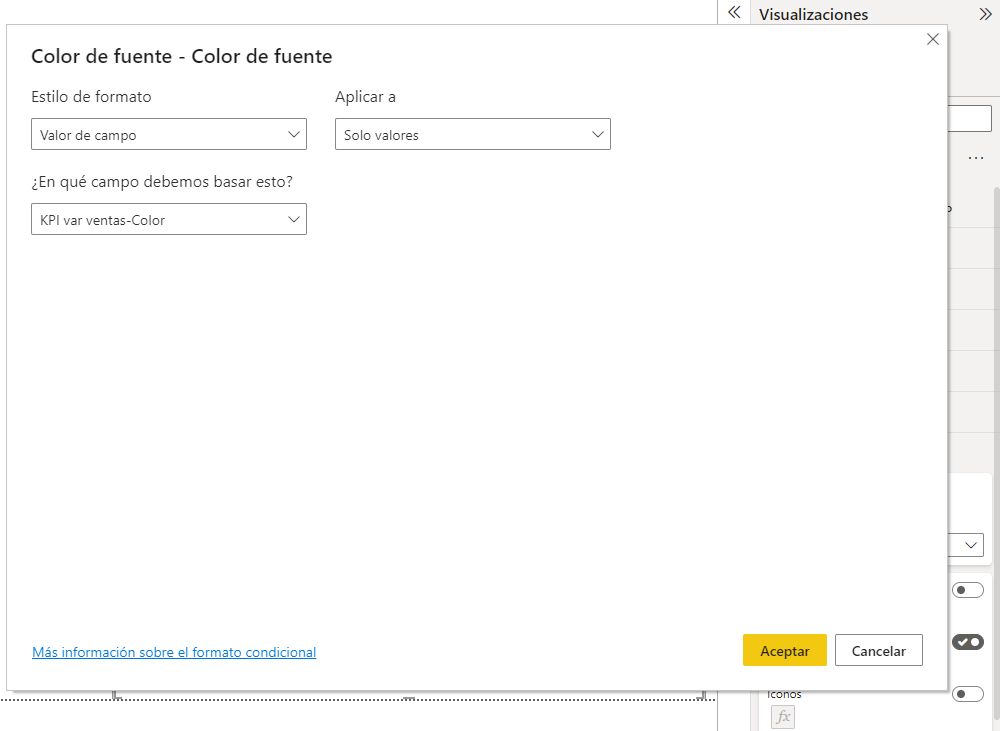 Visualizaciones
Color de fuente - Color de fuente
Estilo de formato
Aplicar a
Valor de campo
Solo valores
¿En qué campo debemos basar esto?
KPI var ventas-Color
Más información sobre el formato condicional
Aceptar
Cancelar
Iconos
fx